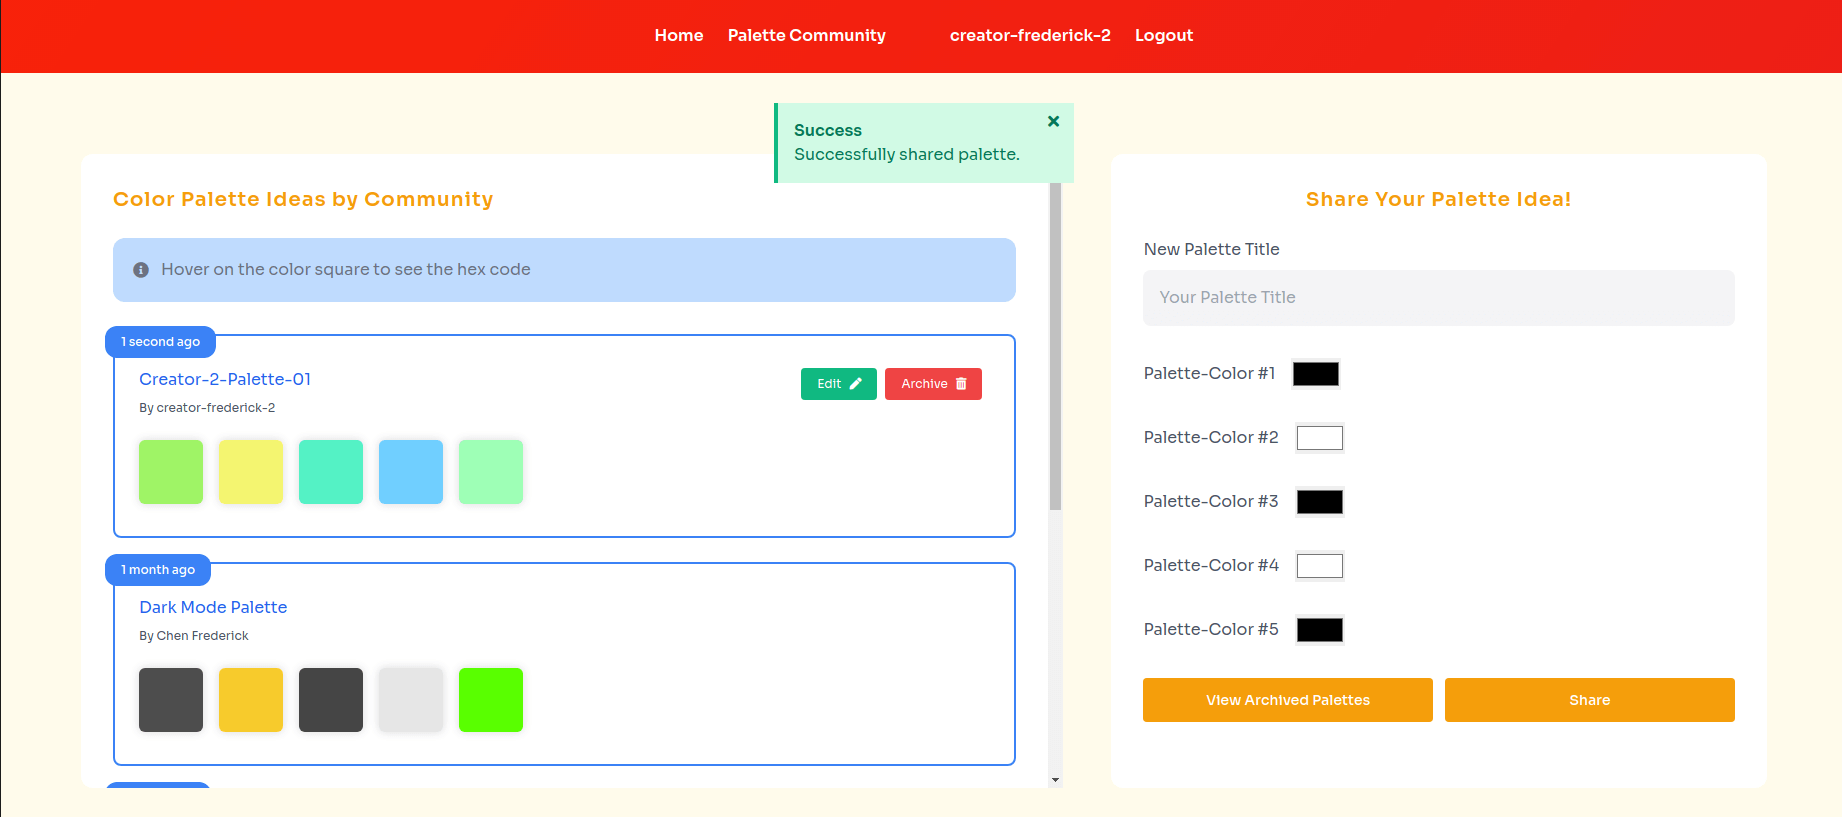 Home Palette Community creator-frederick-2 Logout
Success
Successfully shared palette.
Color Palette Ideas by Community
Hover on the color square to see the hex code
1 second ago
Creator-2-Palette-01
Edit
Archive
By creator-frederick-2
1 month ago
Dark Mode Palette
By Chen Frederick
Share Your Palette Idea!
New Palette Title
Your Palette Title
Palette-Color #1
Palette-Color #2
Palette-Color #3
Palette-Color #4
Palette-Color #5
View Archived Palettes
Share